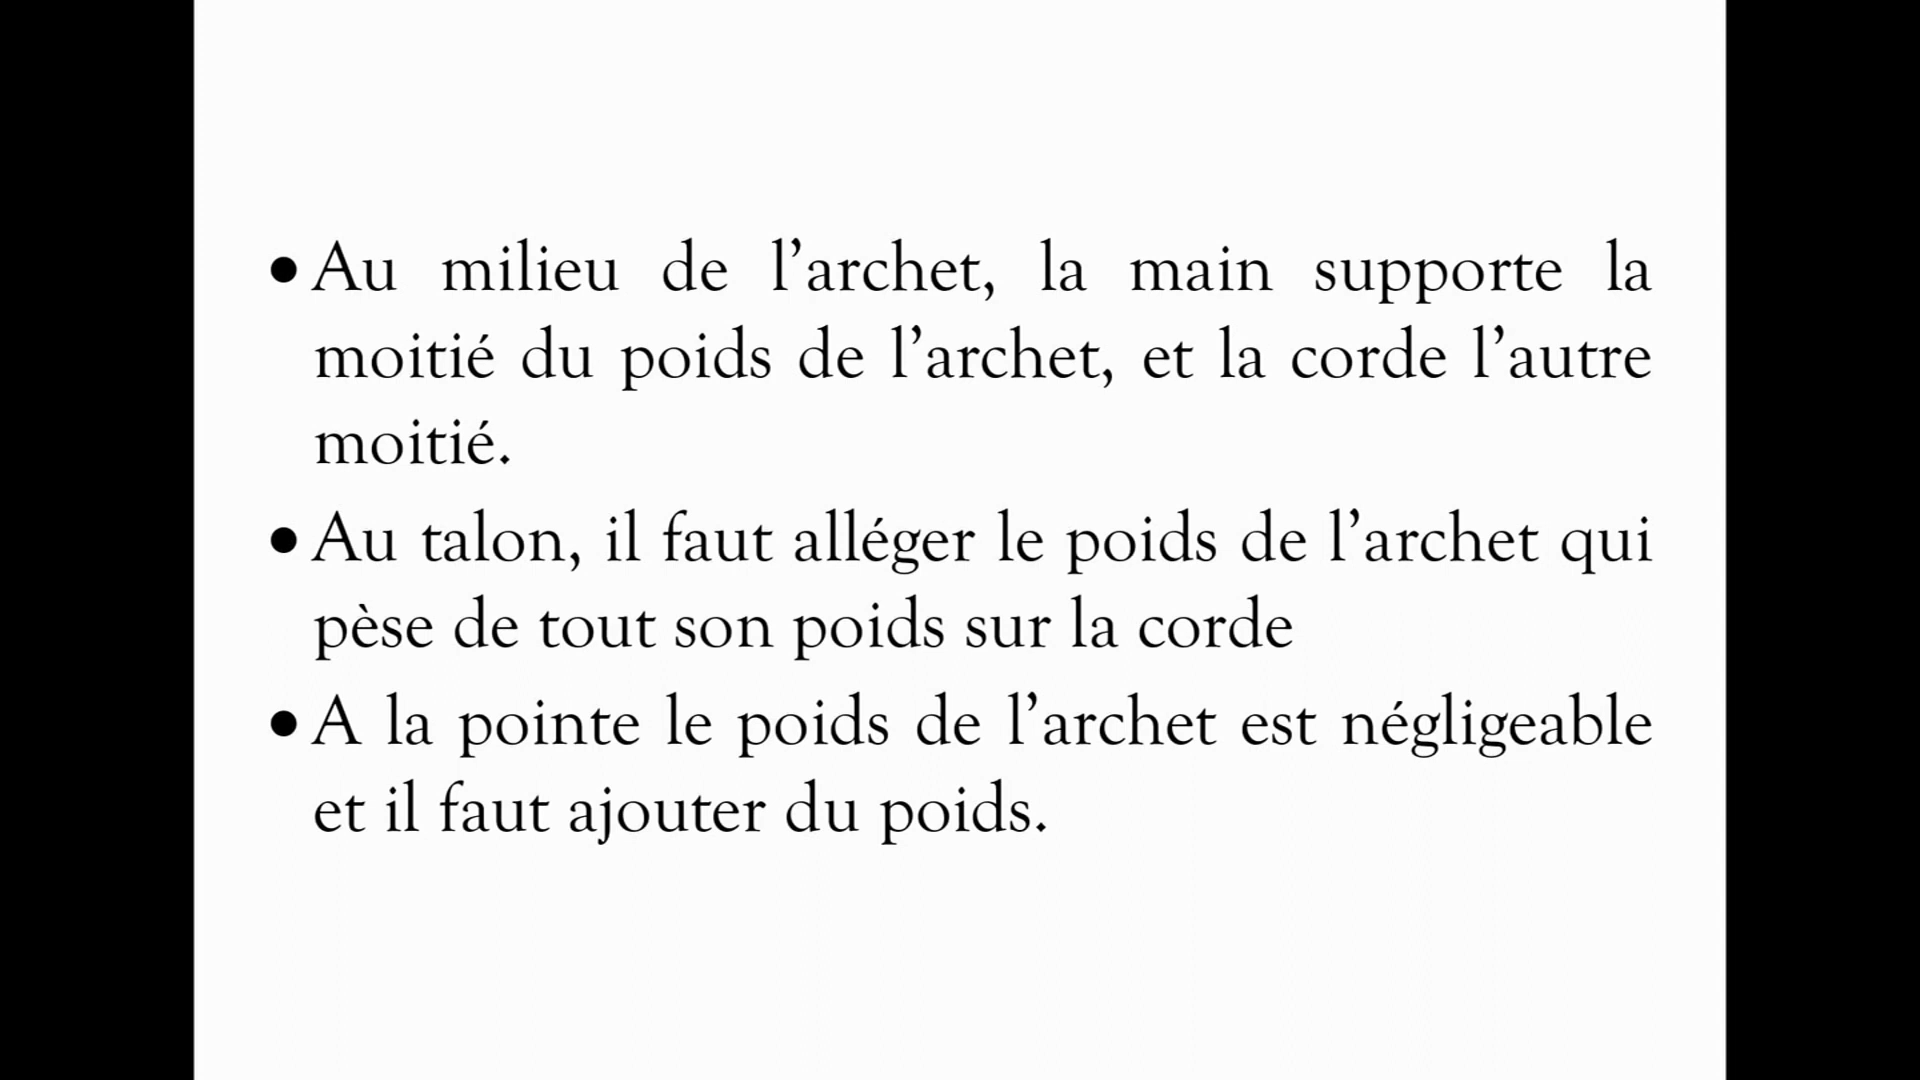 •Au milieu de l’archet, la main supporte la
moitié du poids de l’archet, et la corde l’autre
moitié.
•Au talon, il faut alléger le poids de l’archet qui
pèse de tout son poids sur la corde
•A la pointe le poids de l’archet est négligeable
et il faut ajouter du poids.